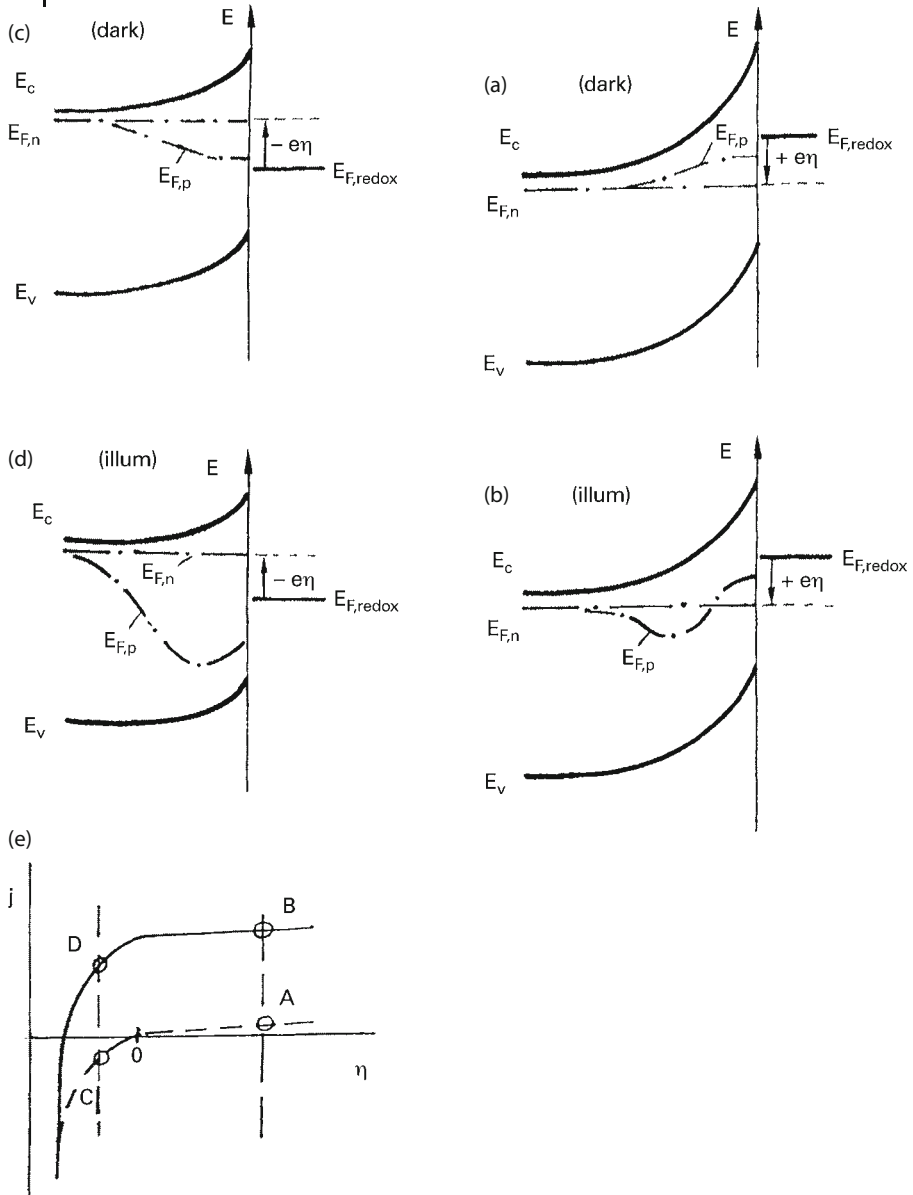 (c) (dark) E
E_c
E_F,n
E_F,p
– eη
E_F,redox
E_v
(a) (dark) E
E_c
E_F,p
E_F,redox
+ eη
E_F,n
E_v
(d) (illum) E
E_c
E_F,n
– eη
E_F,redox
E_F,p
E_v
(b) (illum) E
E_c
E_F,redox
+ eη
E_F,n
E_F,p
E_v
(e)
j
D
B
A
0
η
C